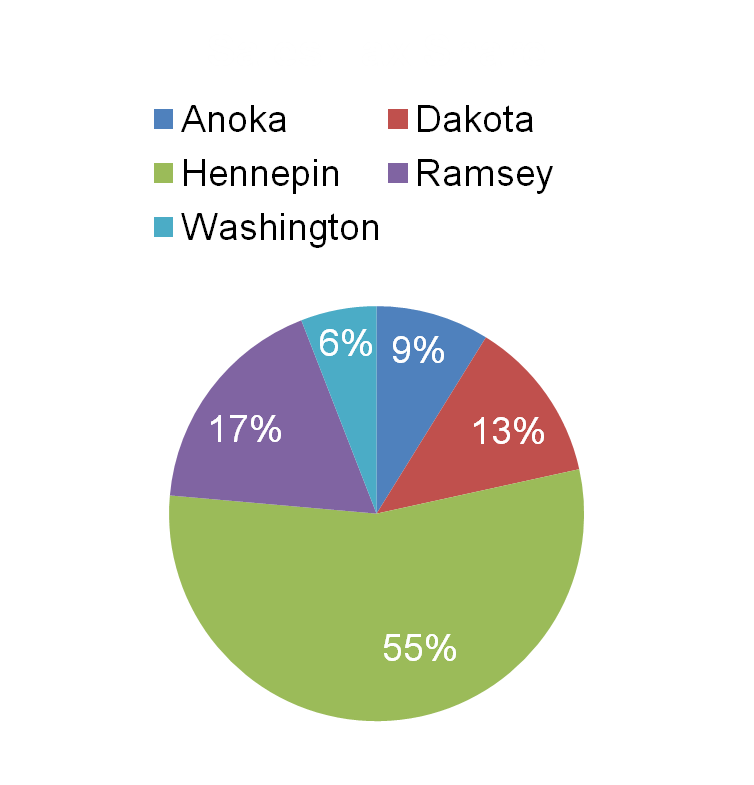 Anoka Dakota
Hennepin Ramsey
Washington
6% 9%
17% 13%
55%